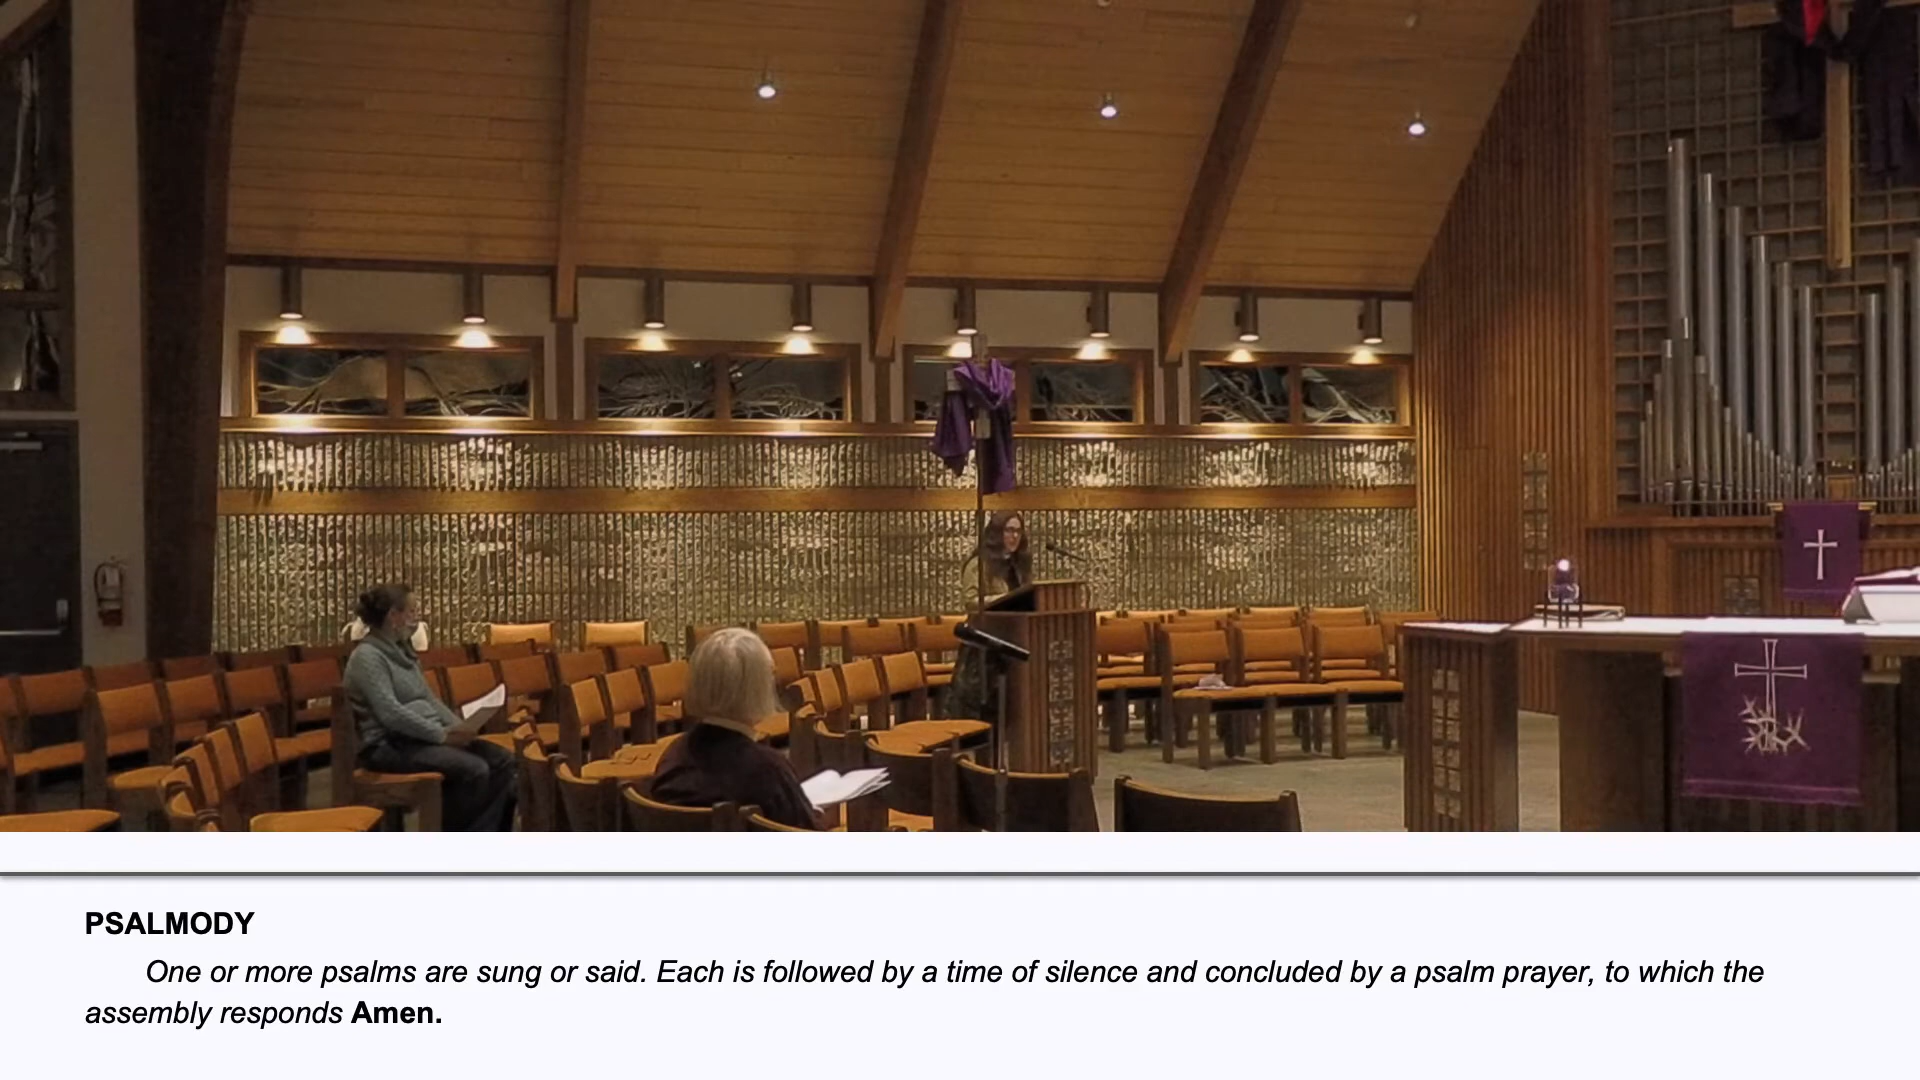 PSALMODY
One or more psalms are sung or said. Each is followed by a time of silence and concluded by a psalm prayer, to which the
assembly responds Amen.